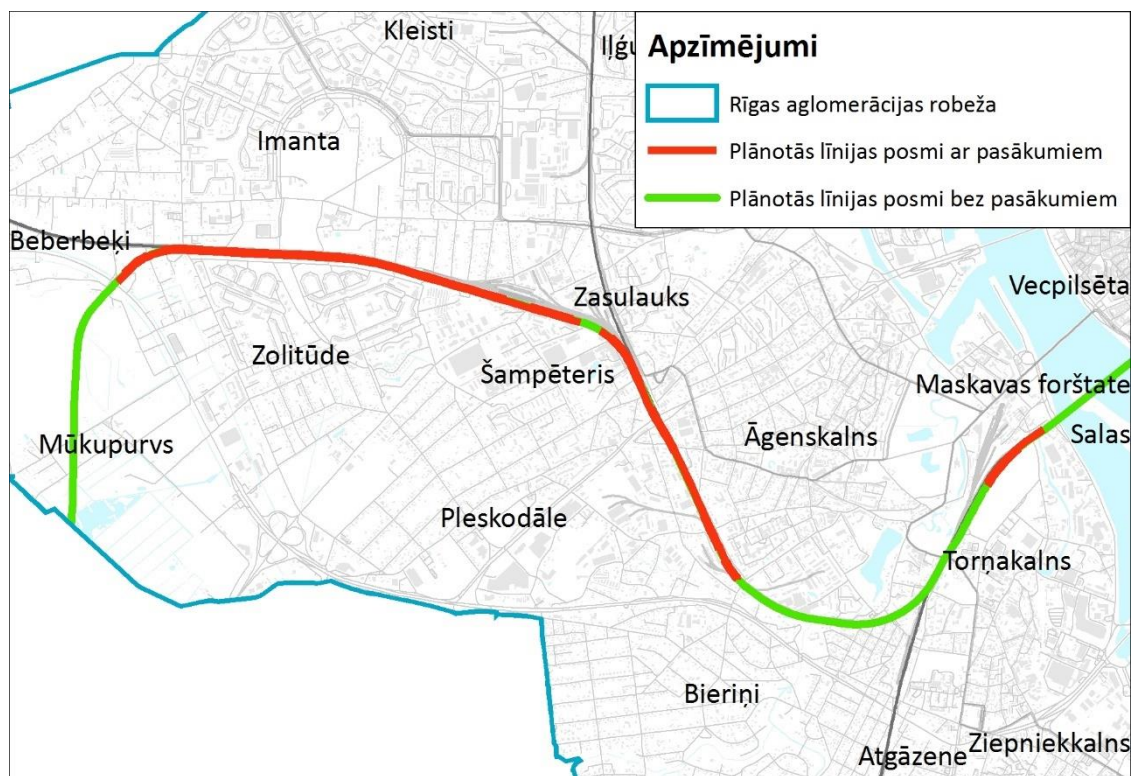 Kleisti
Iļģu
Apzīmējumi
Rīgas aglomerācijas robeža
Plānotās līnijas posmi ar pasākumiem
Plānotās līnijas posmi bez pasākumiem
Imanta
Beberbeķi
Zasulauks
Vecpilsēta
Zolitūde
Šampēteris
Maskavas forštate
Mūkupurvs
Āgenskalns
Salas
Pleskodāle
Torņakalns
Bieriņi
Atgāzene
Ziepniekkalns